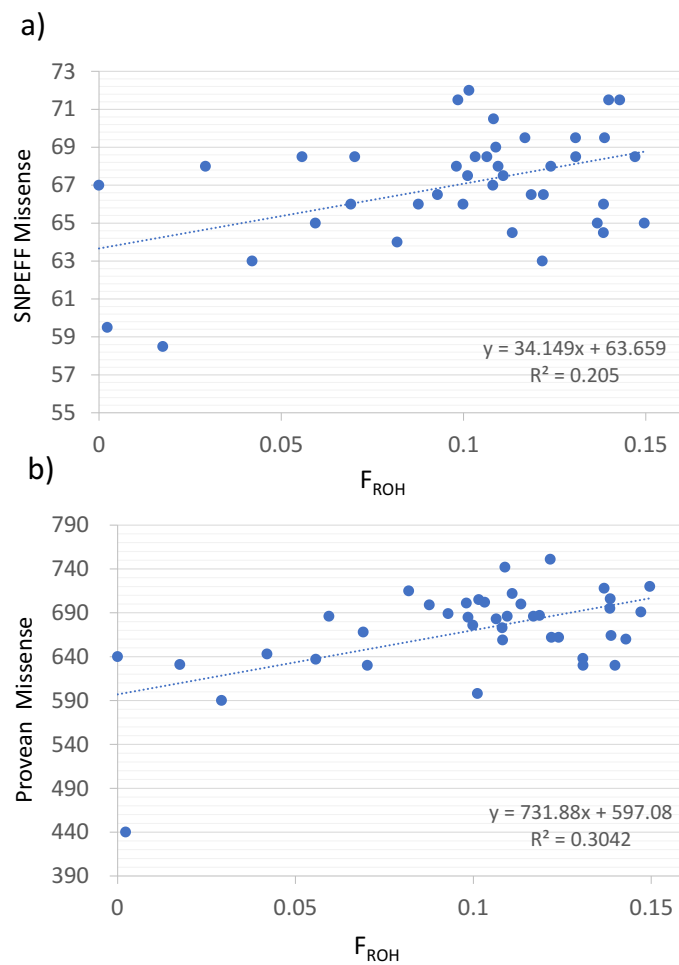 a)
SNPEFF Missense
73
71
69
67
65
63
61
59
57
55
y = 34.149x + 63.659
R² = 0.205
0
0.05
0.1
0.15
F_ROH
b)
Provean Missense
790
740
690
640
590
540
490
440
390
y = 731.88x + 597.08
R² = 0.3042
0
0.05
0.1
0.15
F_ROH